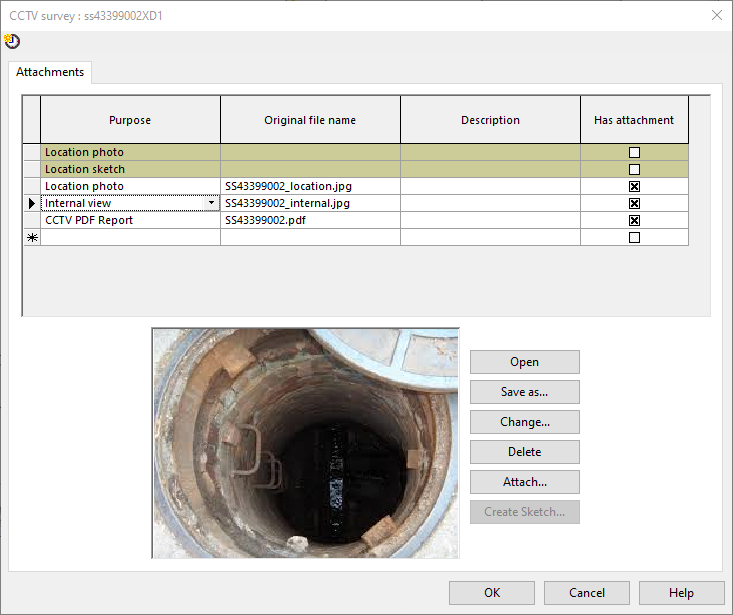 CCTV survey : ss43399002XD1
Attachments
Purpose Original file name Description Has attachment
Location photo
Location sketch
Location photo SS43399002_location.jpg
Internal view SS43399002_internal.jpg
CCTV PDF Report SS43399002.pdf
Open
Save as...
Change...
Delete
Attach...
Create Sketch...
OK Cancel Help